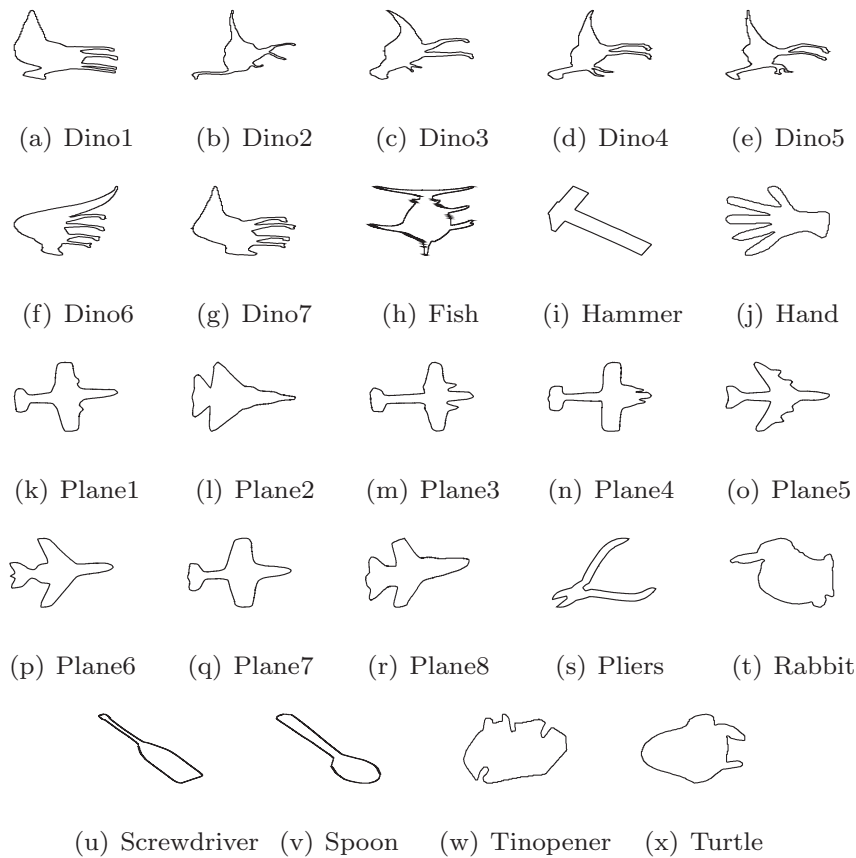 (a) Dino1 (b) Dino2 (c) Dino3 (d) Dino4 (e) Dino5
(f) Dino6 (g) Dino7 (h) Fish (i) Hammer (j) Hand
(k) Plane1 (l) Plane2 (m) Plane3 (n) Plane4 (o) Plane5
(p) Plane6 (q) Plane7 (r) Plane8 (s) Pliers (t) Rabbit
(u) Screwdriver (v) Spoon (w) Tinopener (x) Turtle